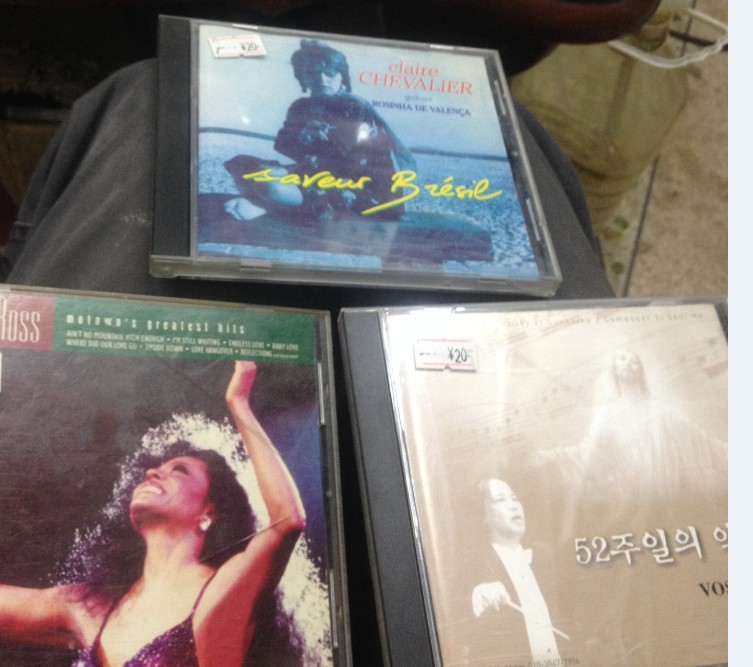 ¥20
claire
CHEVALIER
guitare
ROSINHA DE VALENÇA
saveur Brésil
Ross
motown's greatest hits
AIN'T NO MOUNTAIN HIGH ENOUGH • I'M STILL WAITING • ENDLESS LOVE • BABY LOVE
WHERE DID OUR LOVE GO • UPSIDE DOWN • LOVE HANGOVER • REFLECTIONS
¥20
52주일의